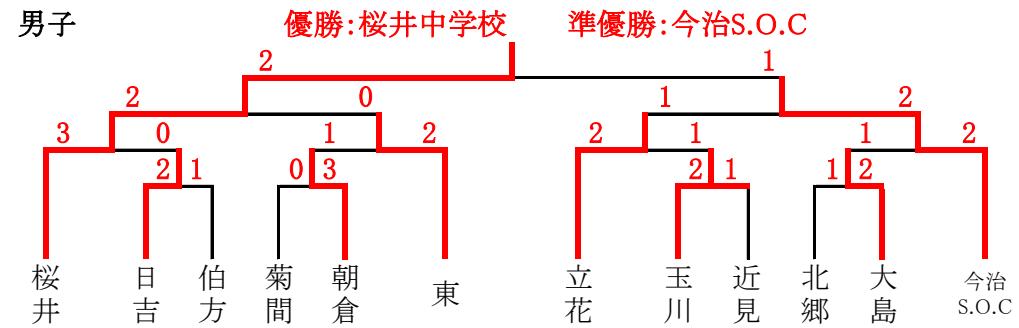 男子 優勝:桜井中学校 準優勝:今治S.O.C
2 1
2 0 1 2
3 0 1 2 2 1 1 2
2 1 0 3 2 1 1 2
桜井 日吉 伯方 菊間 朝倉 東 立花 玉川 近見 北郷 大島 今治S.O.C